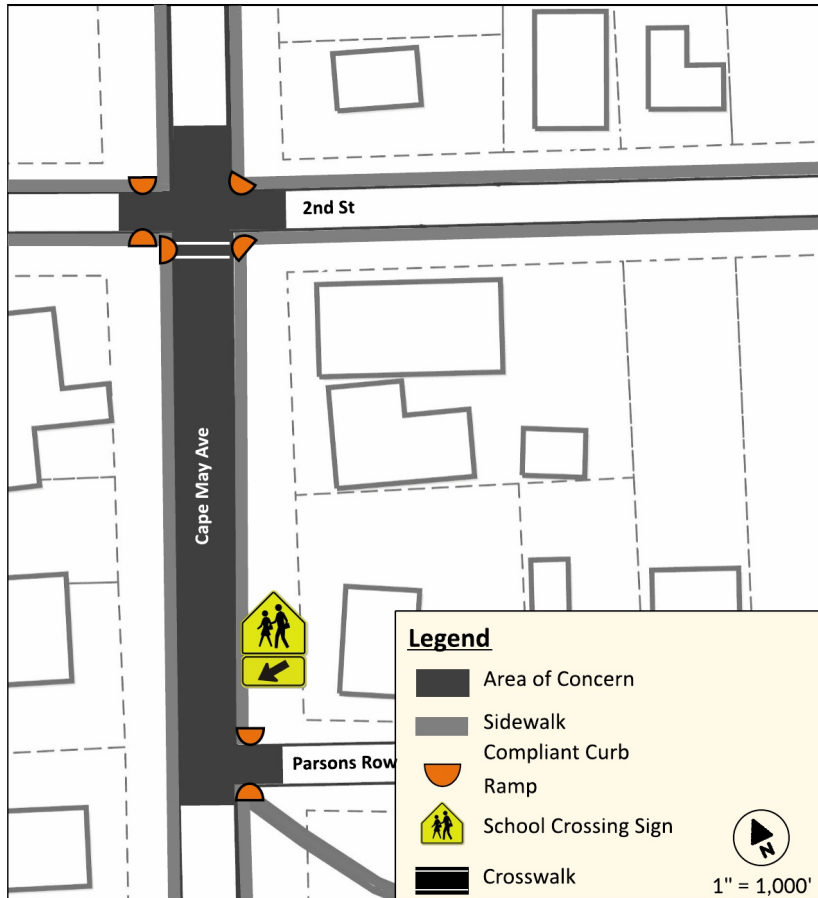 2nd St
Cape May Ave
Parsons Row
Legend
Area of Concern
Sidewalk
Compliant Curb
Ramp
School Crossing Sign
Crosswalk
N
1" = 1,000'